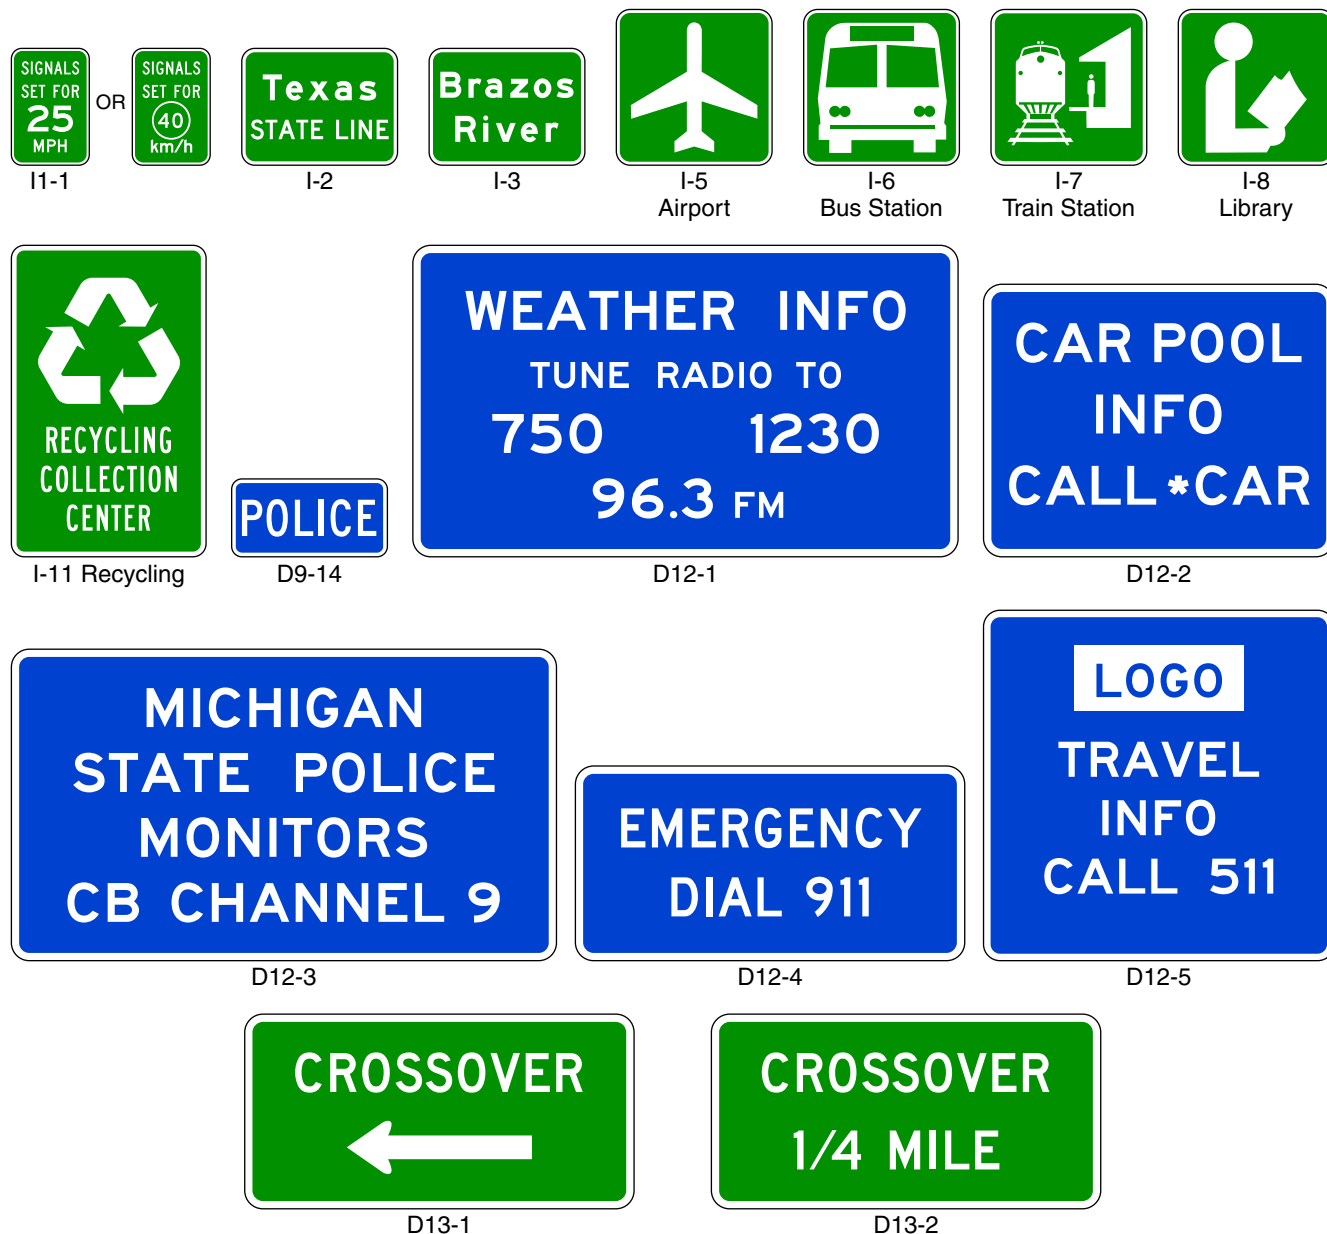 SIGNALS
SET FOR
25
MPH
OR
SIGNALS
SET FOR
40
km/h
I1-1
Texas
STATE LINE
I-2
Brazos
River
I-3
I-5
Airport
I-6
Bus Station
I-7
Train Station
I-8
Library
RECYCLING
COLLECTION
CENTER
I-11 Recycling
POLICE
D9-14
WEATHER INFO
TUNE RADIO TO
750 1230
96.3 FM
D12-1
CAR POOL
INFO
CALL *CAR
D12-2
MICHIGAN
STATE POLICE
MONITORS
CB CHANNEL 9
D12-3
EMERGENCY
DIAL 911
D12-4
LOGO
TRAVEL
INFO
CALL 511
D12-5
CROSSOVER
D13-1
CROSSOVER
1/4 MILE
D13-2